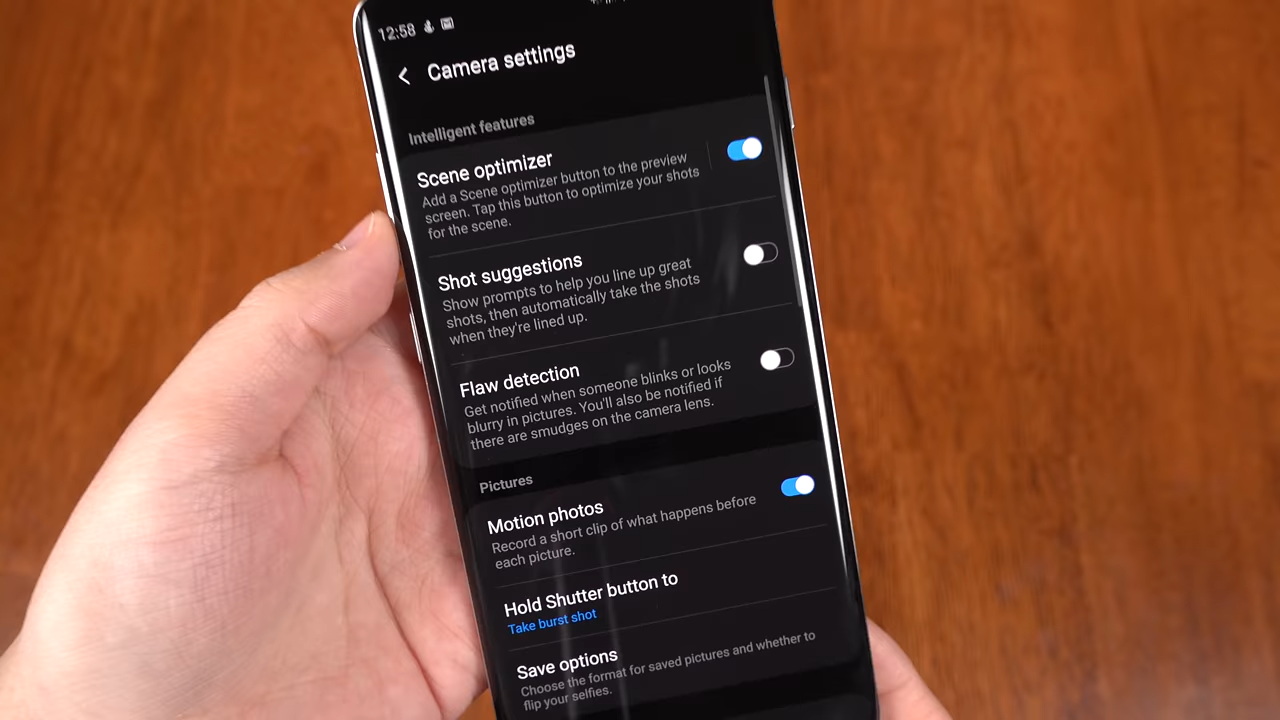 12:58
Camera settings
Intelligent features
Scene optimizer
Add a Scene optimizer button to the preview
screen. Tap this button to optimize your shots
for the scene.
Shot suggestions
Show prompts to help you line up great
shots, then automatically take the shots
when they're lined up.
Flaw detection
Get notified when someone blinks or looks
blurry in pictures. You'll also be notified if
there are smudges on the camera lens.
Pictures
Motion photos
Record a short clip of what happens before
each picture.
Hold Shutter button to
Take burst shot
Save options
Choose the format for saved pictures and whether to
flip your selfies.